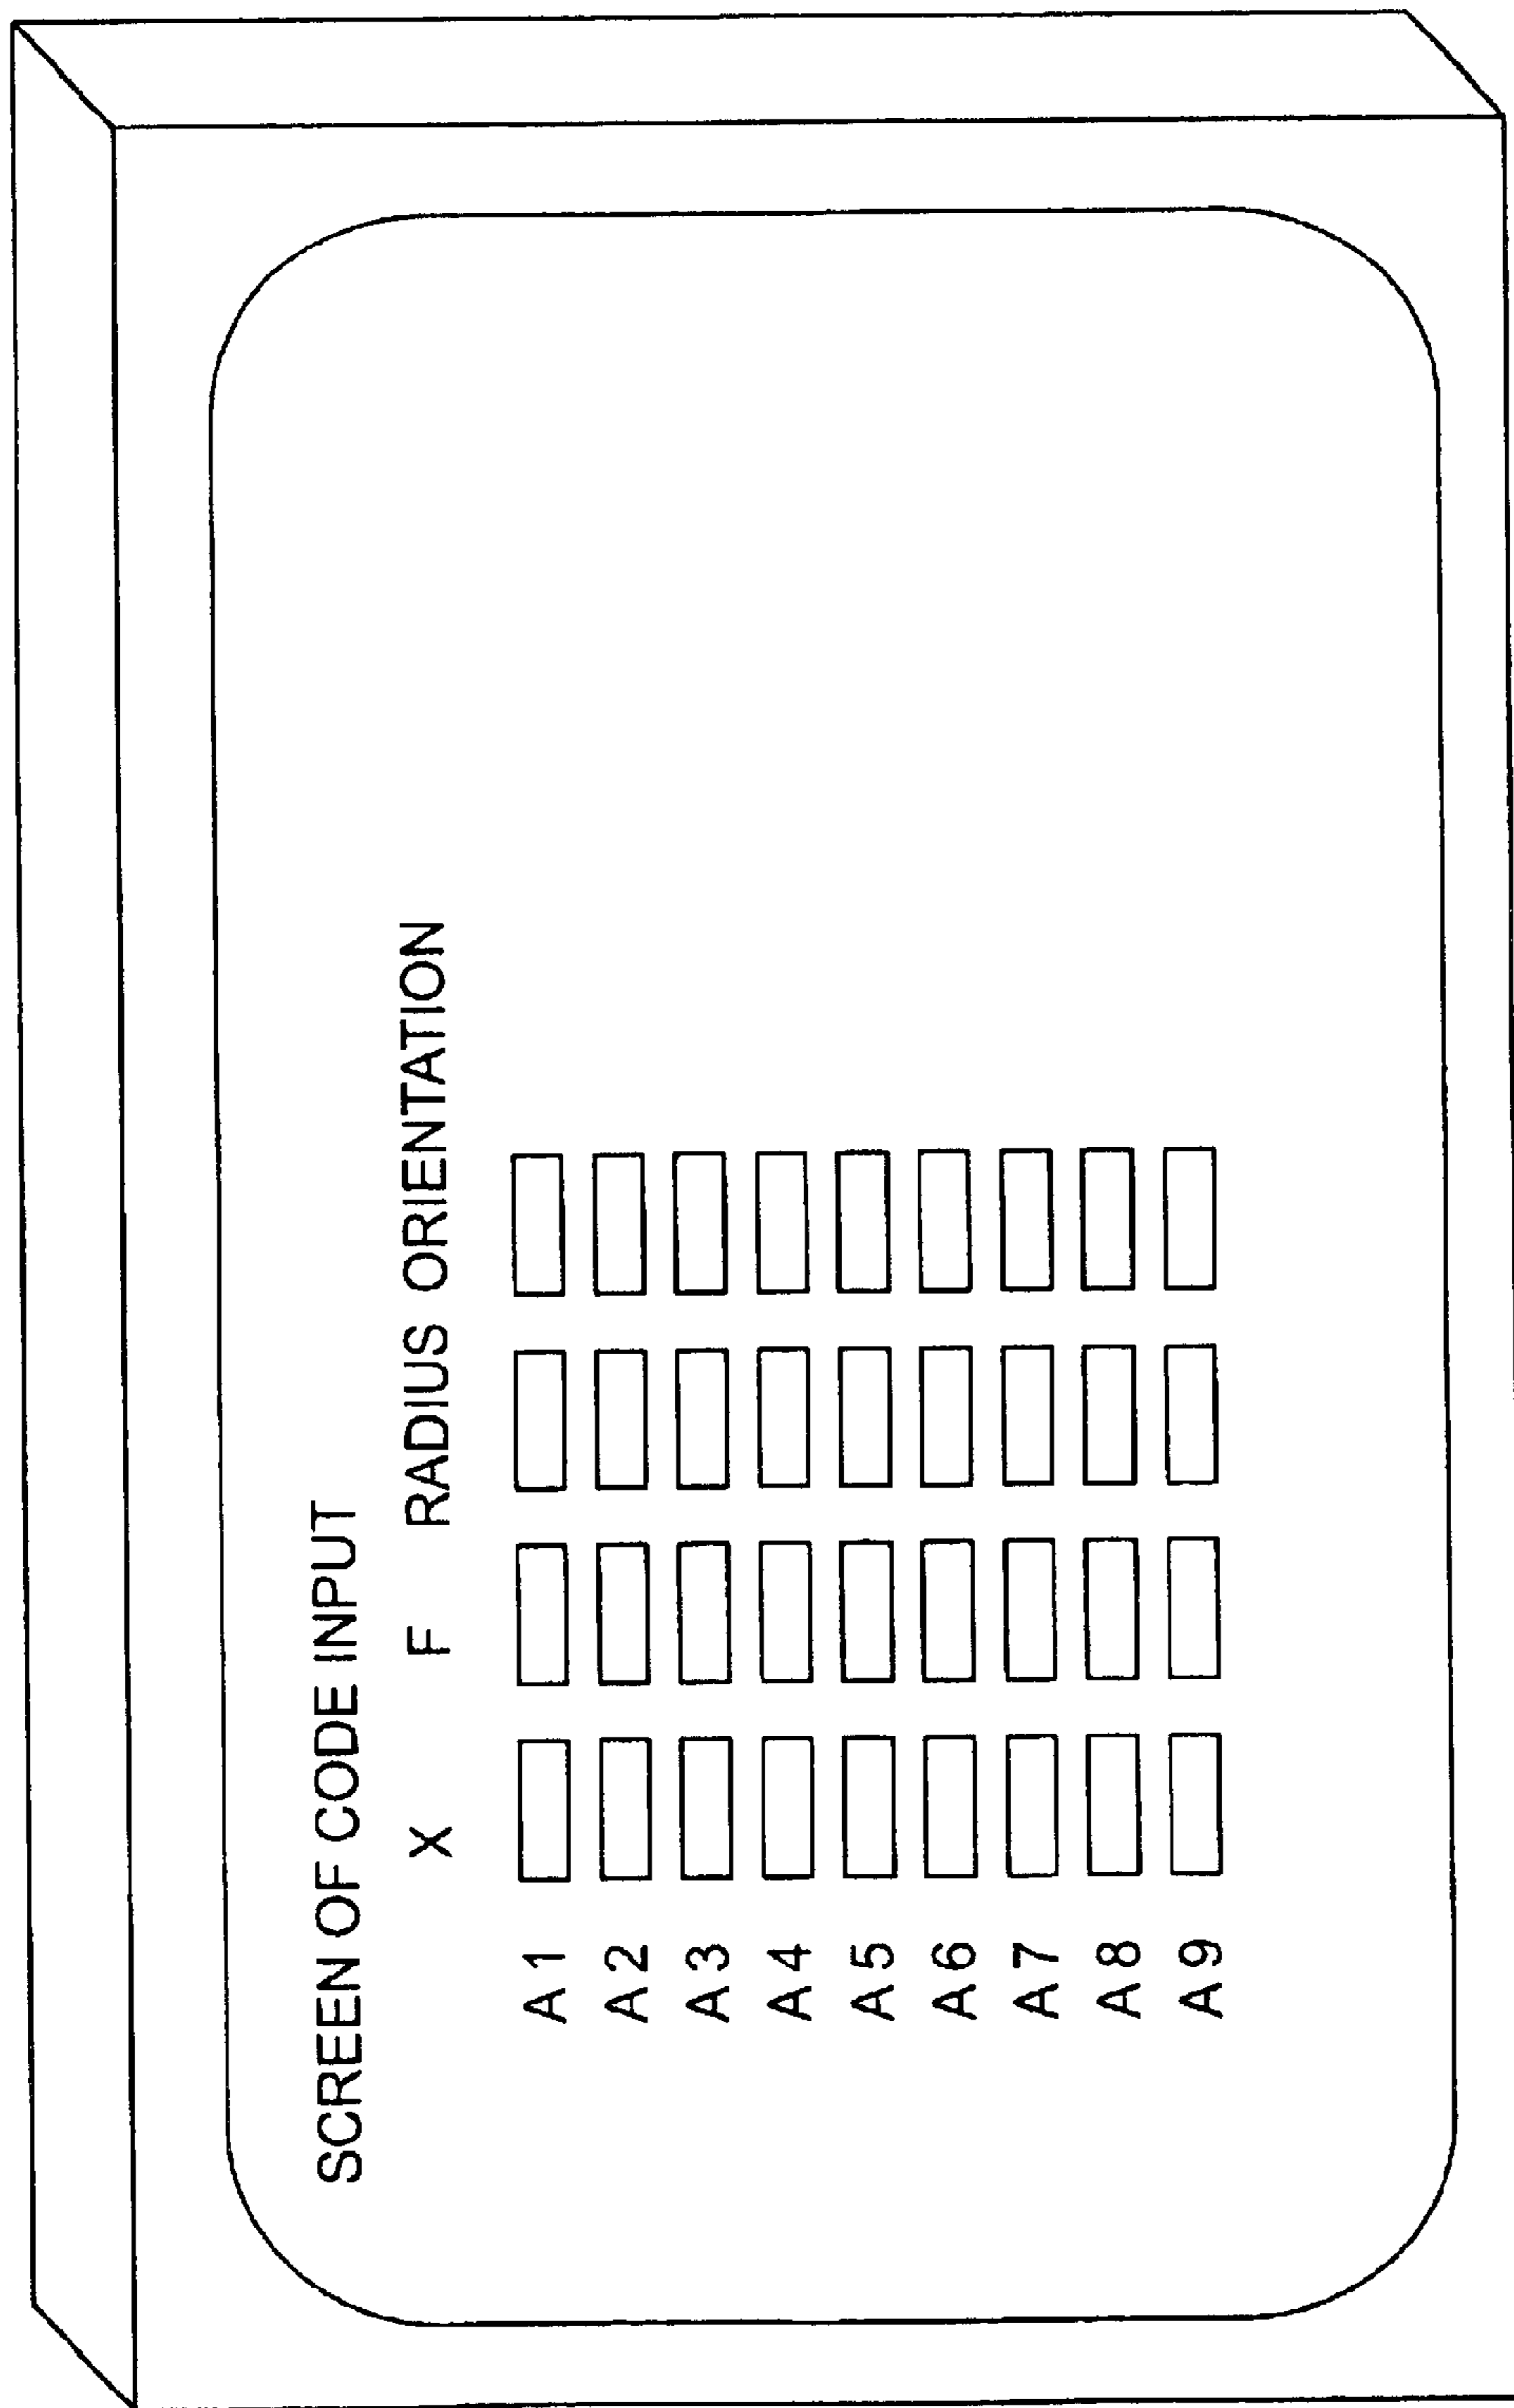 SCREEN OF CODE INPUT
X F RADIUS ORIENTATION
A1
A2
A3
A4
A5
A6
A7
A8
A9